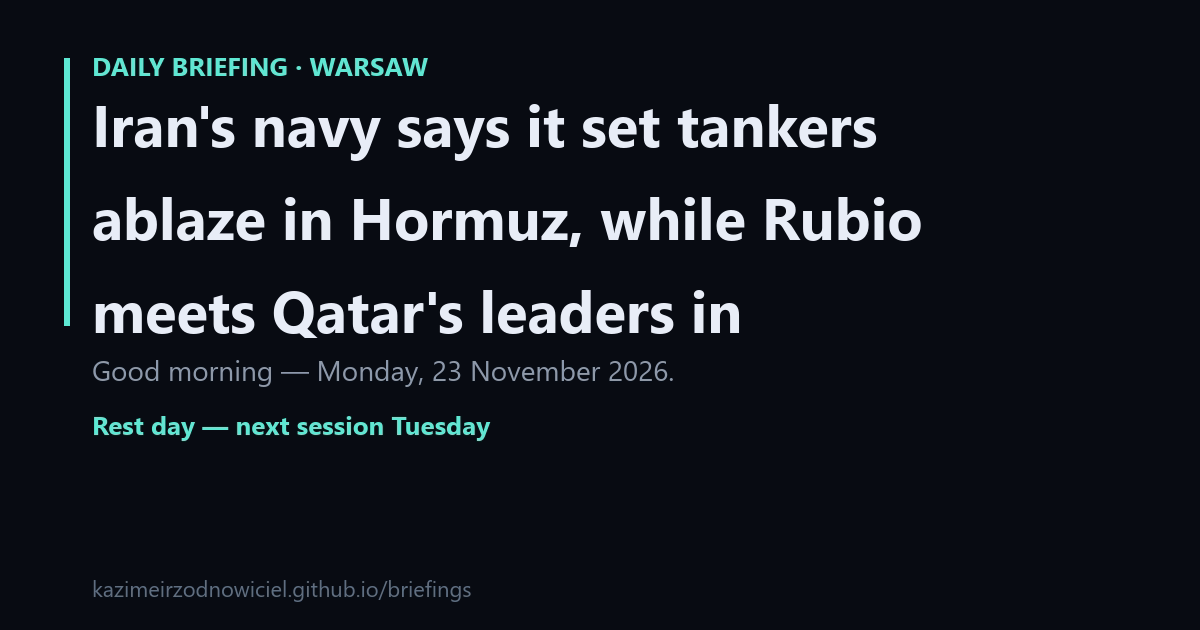 DAILY BRIEFING · WARSAW
Iran's navy says it set tankers
ablaze in Hormuz, while Rubio
meets Qatar's leaders in
Good morning — Monday, 23 November 2026.
Rest day — next session Tuesday
kazimeirzodnowiciel.github.io/briefings